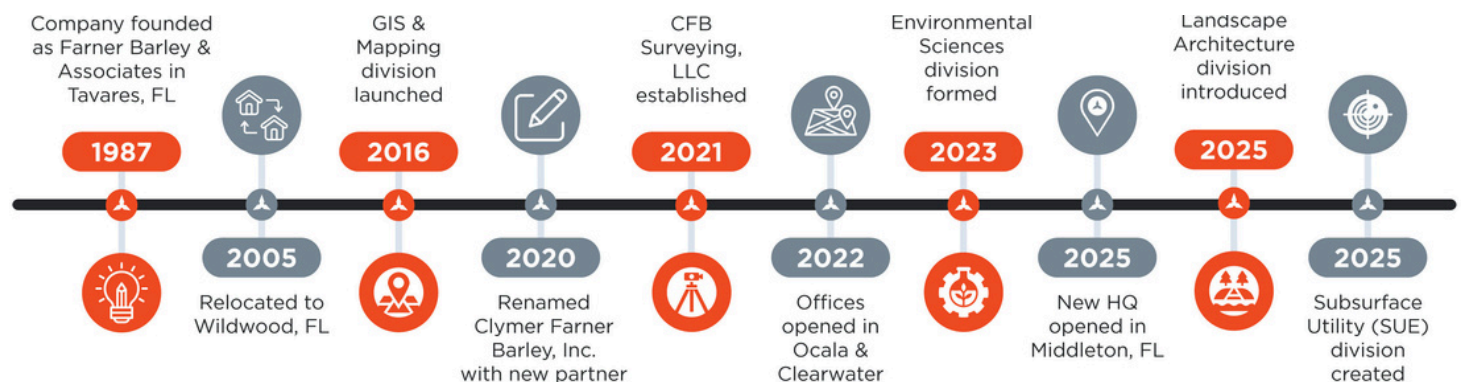 Company founded
as Farner Barley &
Associates in
Tavares, FL
1987
2005
Relocated to
Wildwood, FL
GIS &
Mapping
division
launched
2016
2020
Renamed
Clymer Farner
Barley, Inc.
with new partner
CFB
Surveying,
LLC
established
2021
2022
Offices
opened in
Ocala &
Clearwater
Environmental
Sciences
division
formed
2023
2025
New HQ
opened in
Middleton, FL
Landscape
Architecture
division
introduced
2025
2025
Subsurface
Utility (SUE)
division
created